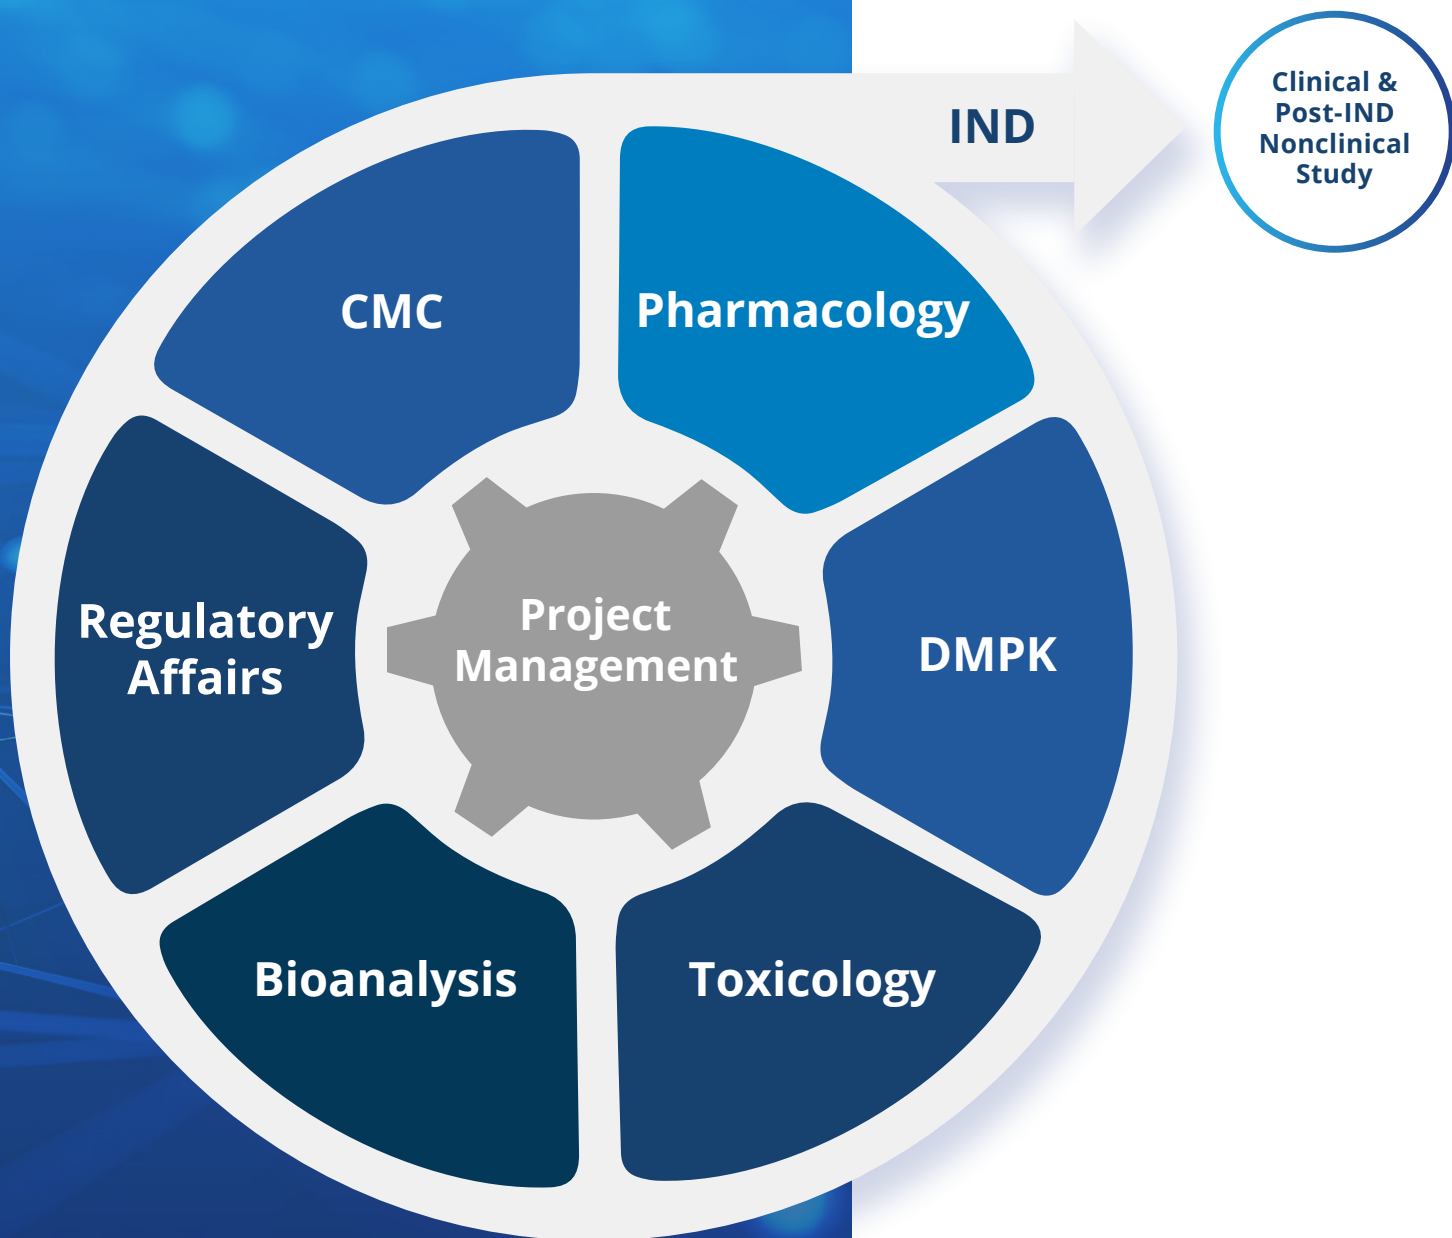 IND
Clinical &
Post-IND
Nonclinical
Study
CMC
Pharmacology
Regulatory
Affairs
Project
Management
DMPK
Bioanalysis
Toxicology